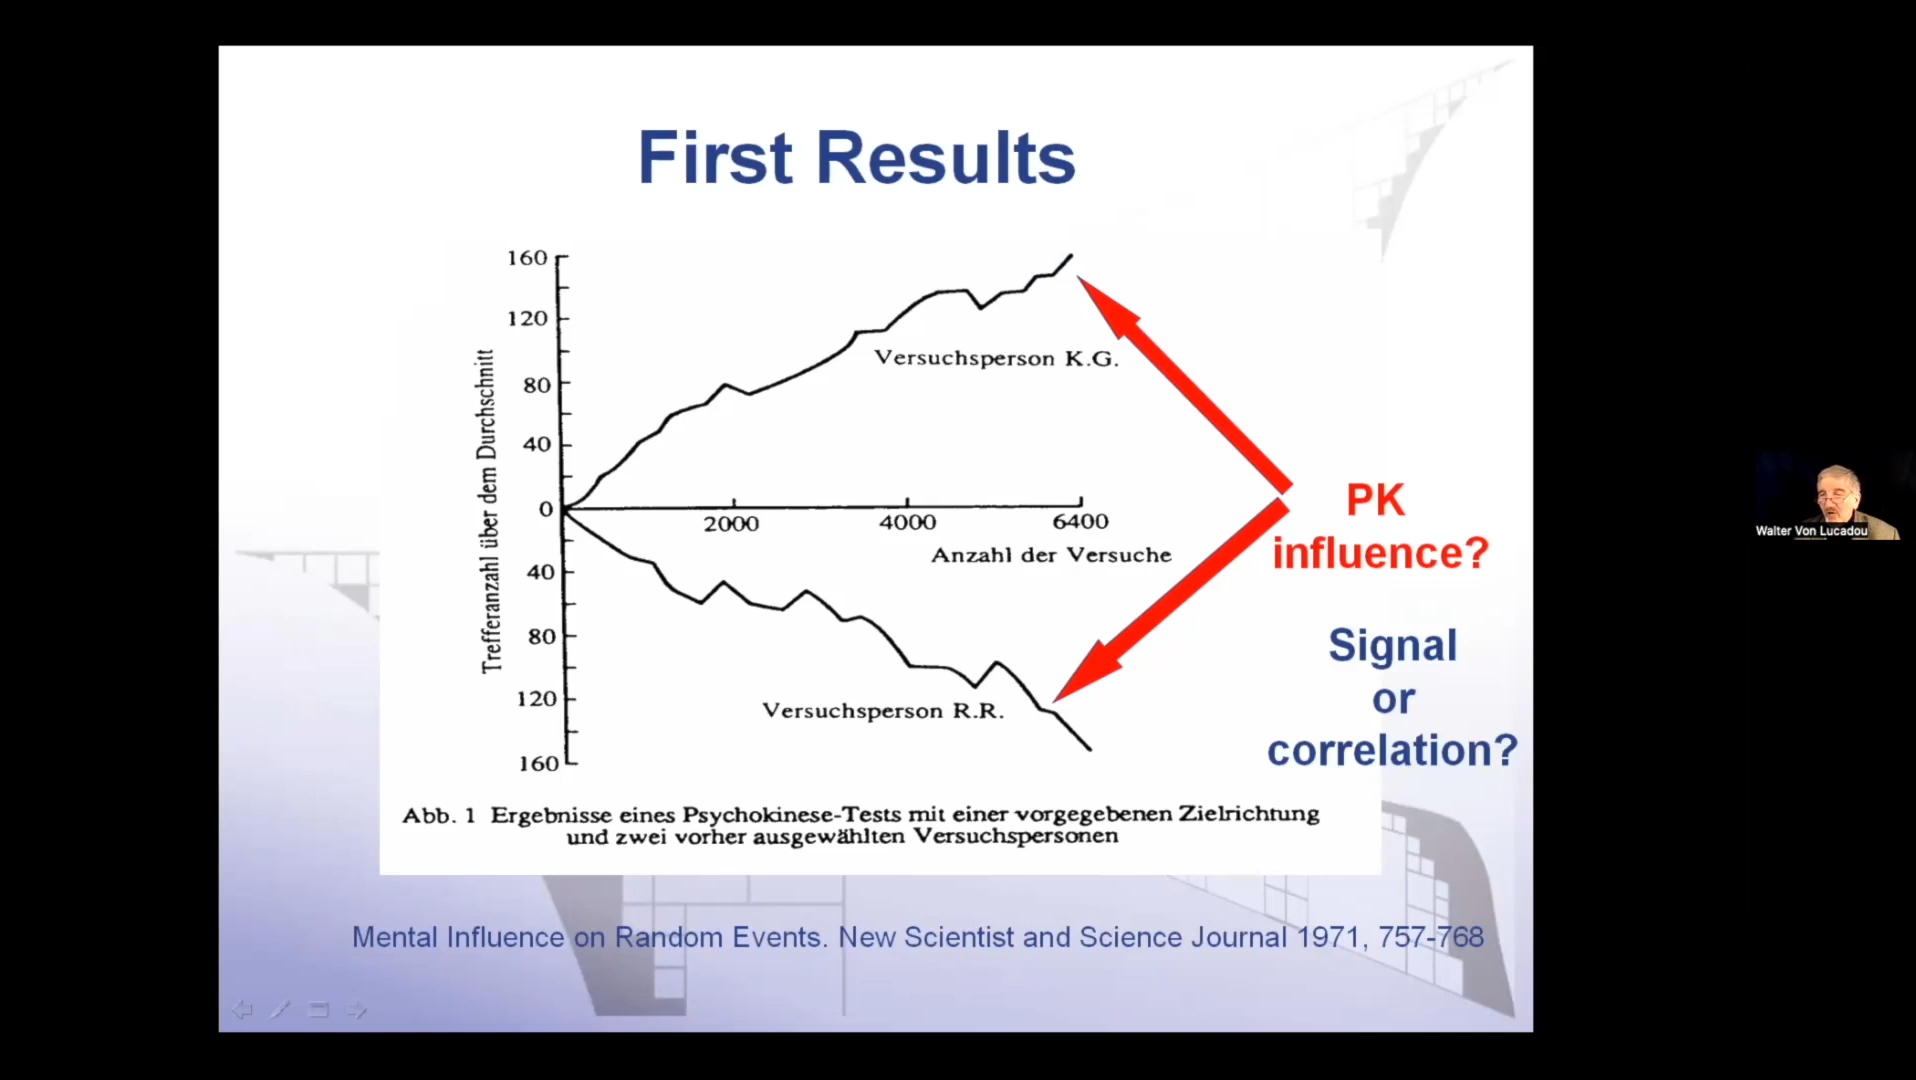 First Results
160
120
80
40
0
40
80
120
160
Trefferanzahl über dem Durchschnitt
Versuchsperson K.G.
2000
4000
6400
Anzahl der Versuche
Versuchsperson R.R.
PK
influence?
Signal
or
correlation?
Abb. 1 Ergebnisse eines Psychokinese-Tests mit einer vorgegebenen Zielrichtung
und zwei vorher ausgewählten Versuchspersonen
Mental Influence on Random Events. New Scientist and Science Journal 1971, 757-768
Walter Von Lucadou